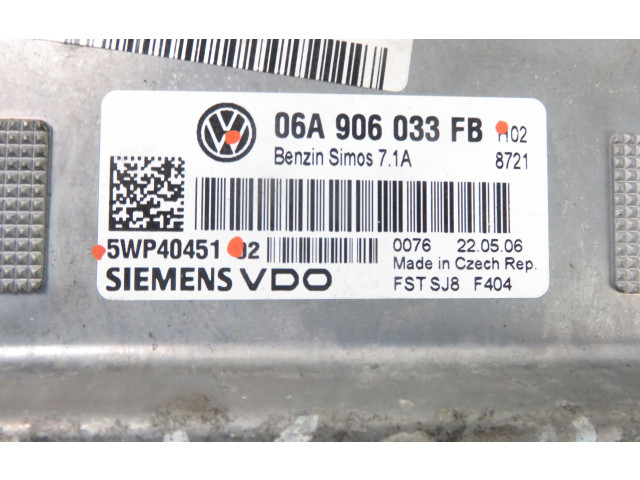 06A 906 033 FB H02
Benzin Simos 7.1A 8721
5WP40451 02
0076 22.05.06
Made in Czech Rep.
SIEMENS VDO
FST SJ8 F404